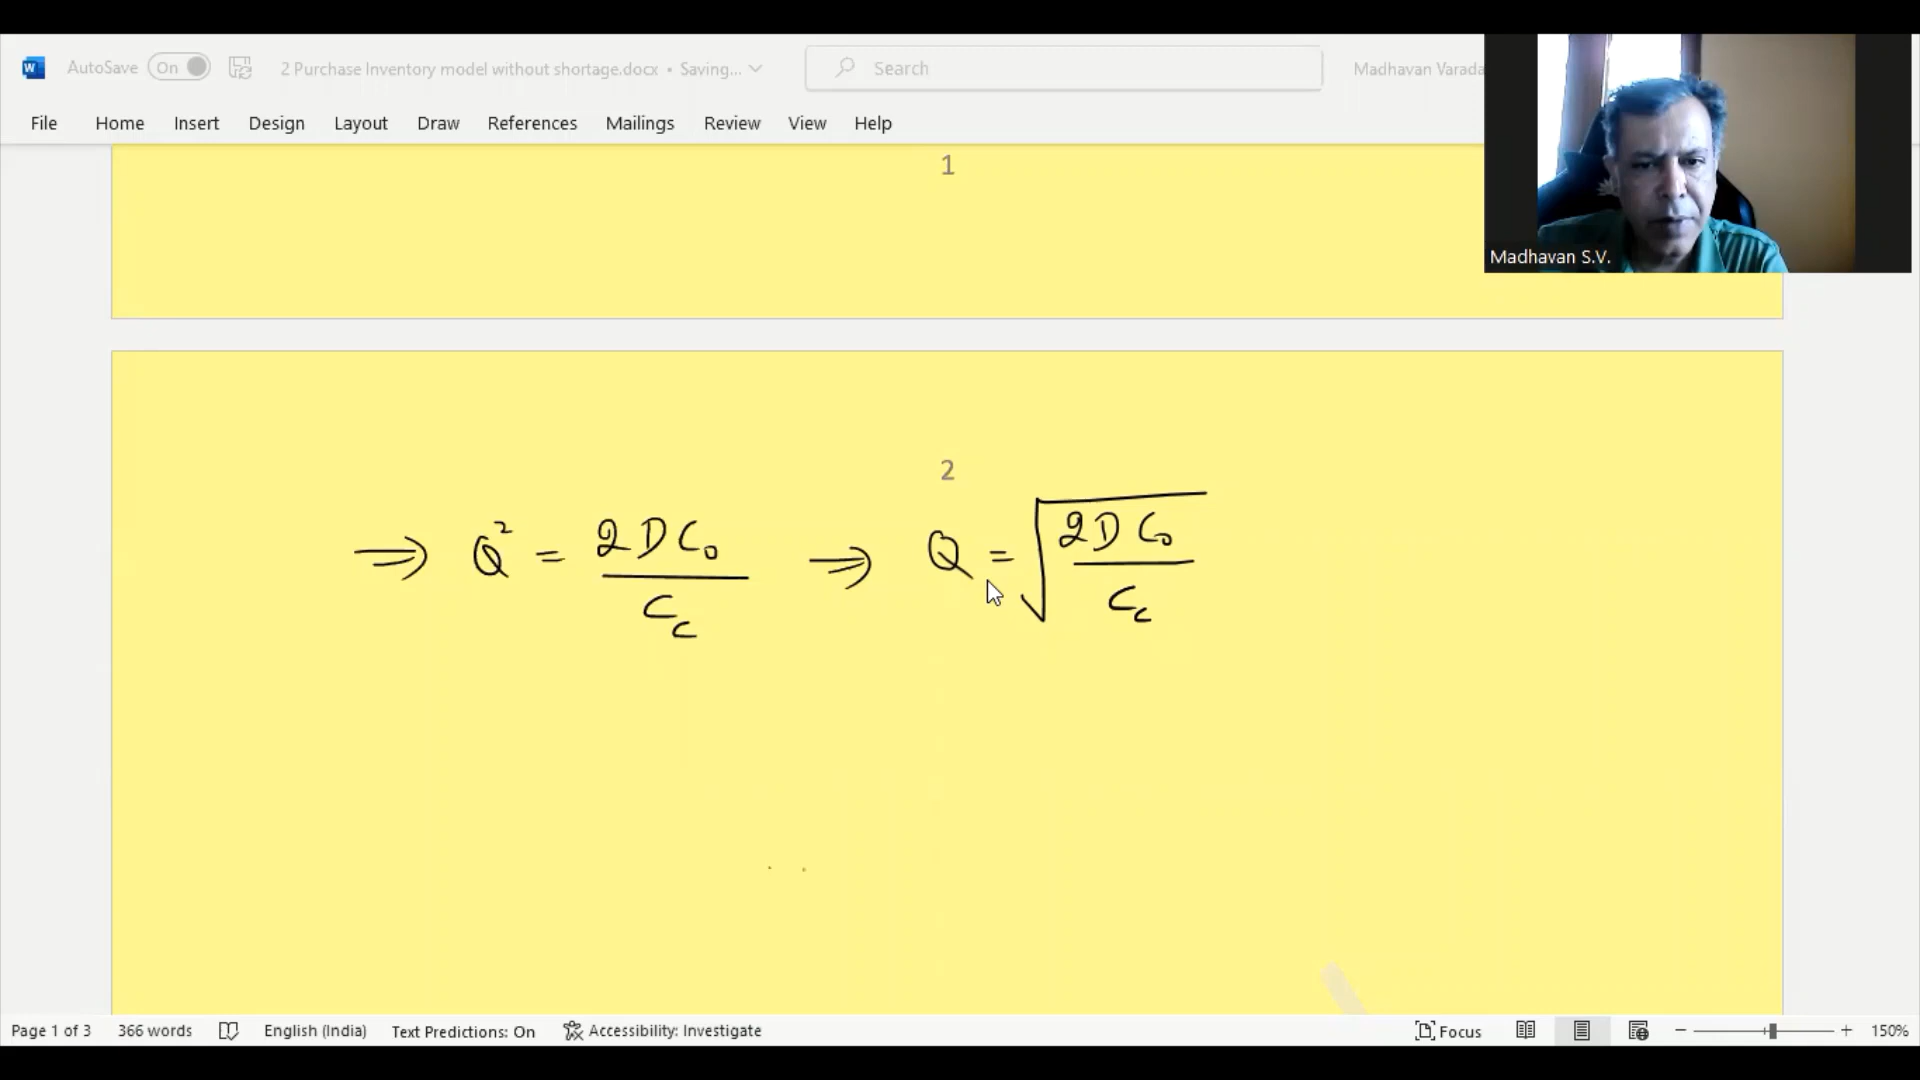 AutoSave On 2 Purchase Inventory model without shortage.docx • Saving... Search Madhavan Varada
File Home Insert Design Layout Draw References Mailings Review View Help
Madhavan S.V.
1
2
⇒ Q² = 2DC₀ / C_c ⇒ Q = √(2DC₀ / C_c)
Page 1 of 3 366 words English (India) Text Predictions: On Accessibility: Investigate Focus − + 150%